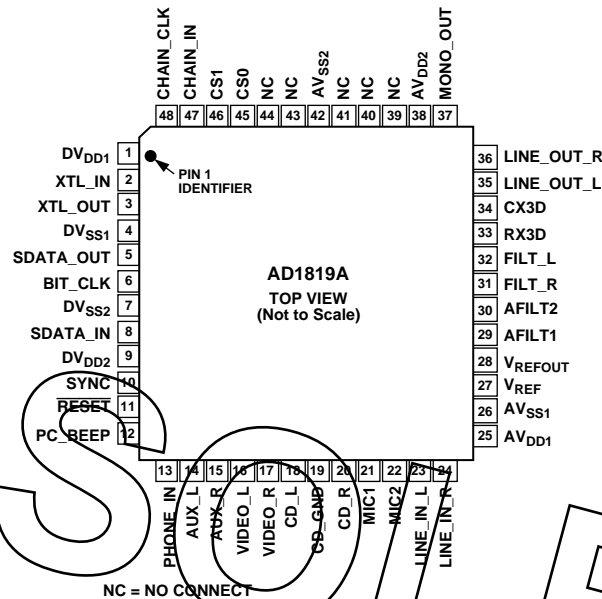 CHAIN_CLK
CHAIN_IN
CS1
CS0
NC
NC
AVSS2
NC
NC
NC
AVDD2
MONO_OUT
48 47 46 45 44 43 42 41 40 39 38 37
DVDD1 1
XTL_IN 2
XTL_OUT 3
DVSS1 4
SDATA_OUT 5
BIT_CLK 6
DVSS2 7
SDATA_IN 8
DVDD2 9
SYNC 10
RESET 11
PC_BEEP 12
PIN 1
IDENTIFIER
AD1819A
TOP VIEW
(Not to Scale)
36 LINE_OUT_R
35 LINE_OUT_L
34 CX3D
33 RX3D
32 FILT_L
31 FILT_R
30 AFILT2
29 AFILT1
28 VREFOUT
27 VREF
26 AVSS1
25 AVDD1
13 14 15 16 17 18 19 20 21 22 23 24
PHONE_IN
AUX_L
AUX_R
VIDEO_L
VIDEO_R
CD_L
CD_GND
CD_R
MIC1
MIC2
LINE_IN_L
LINE_IN_R
NC = NO CONNECT